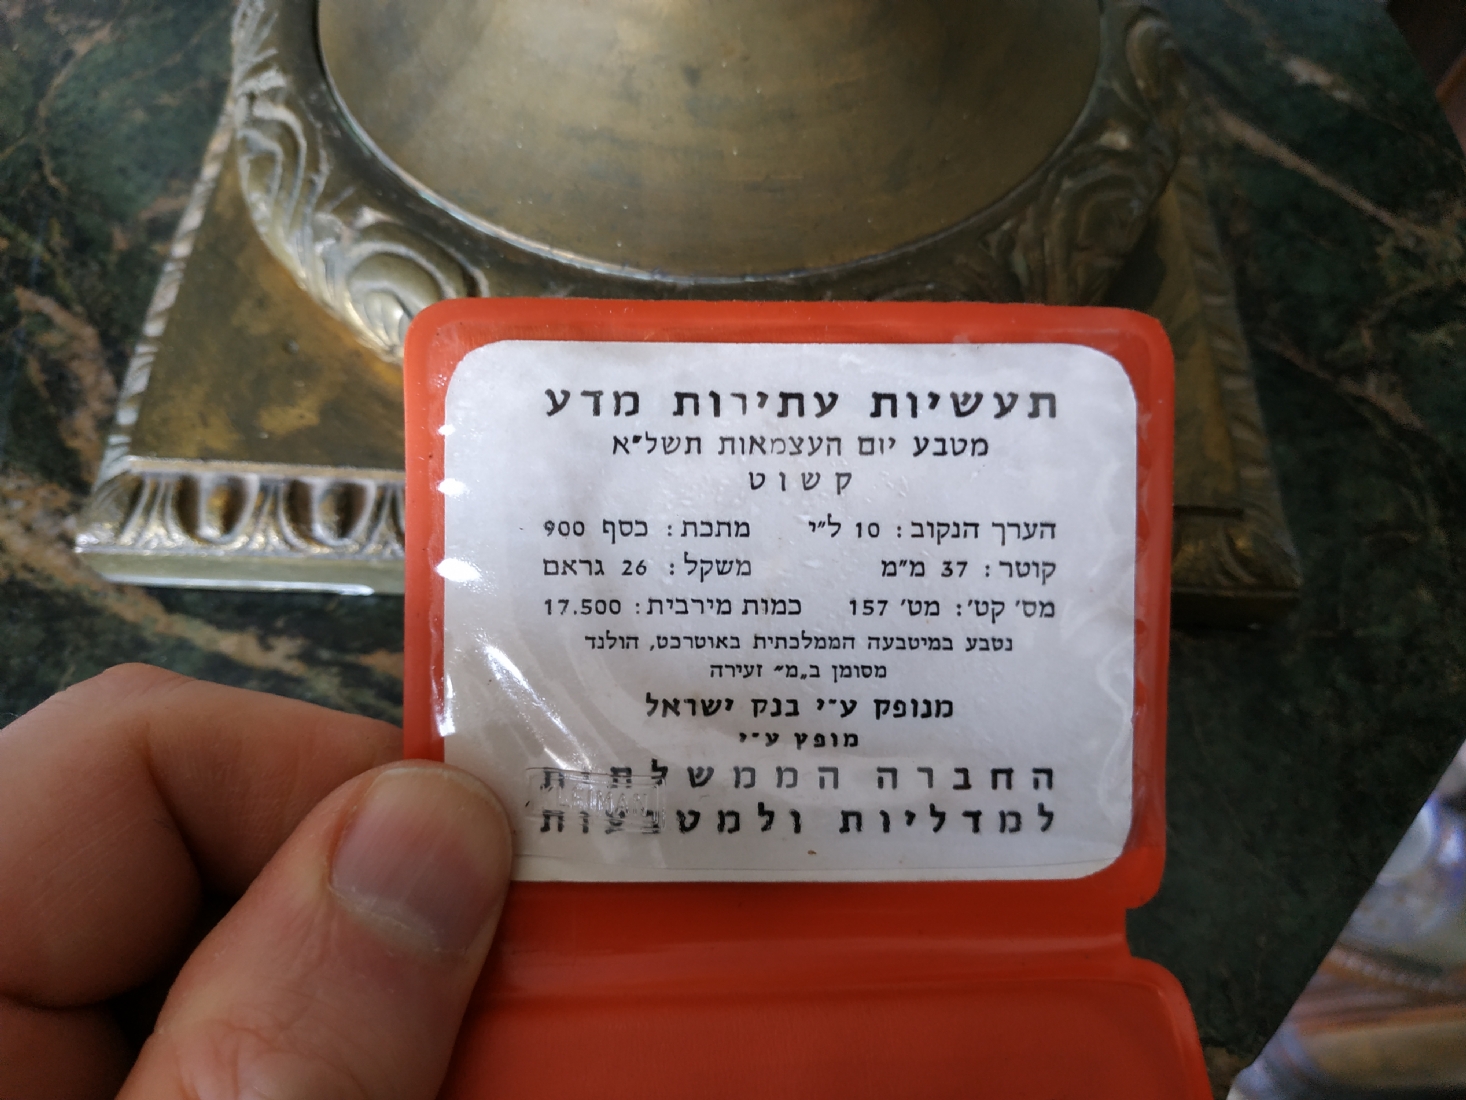 תעשיות עתירות מדע
מטבע יום העצמאות תשל״א
קשוט
הערך הנקוב: 10 ל״י מתכת: כסף 900
קוטר: 37 מ״מ משקל: 26 גראם
מס׳ קט׳: מט׳ 157 כמות מירבית: 17.500
נטבע במיטבעה הממלכתית באוטרכט, הולנד
מסומן ב„מ״ זעירה
מנופק ע״י בנק ישראל
מופץ ע״י
החברה הממשלתית
למדליות ולמטבעות